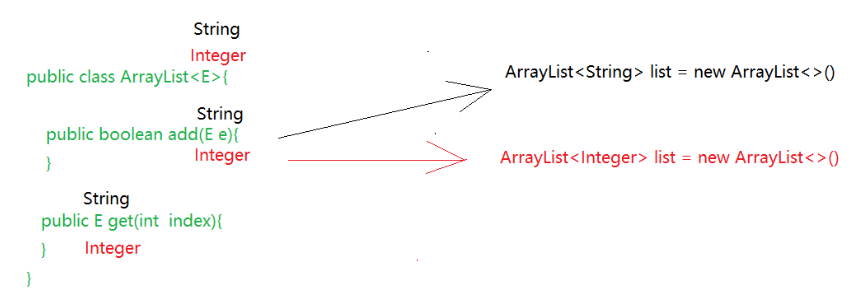 String
Integer
public class ArrayList<E>{
String
public boolean add(E e){
Integer
}
String
public E get(int index){
} Integer
}
ArrayList<String> list = new ArrayList<>()
ArrayList<Integer> list = new ArrayList<>()